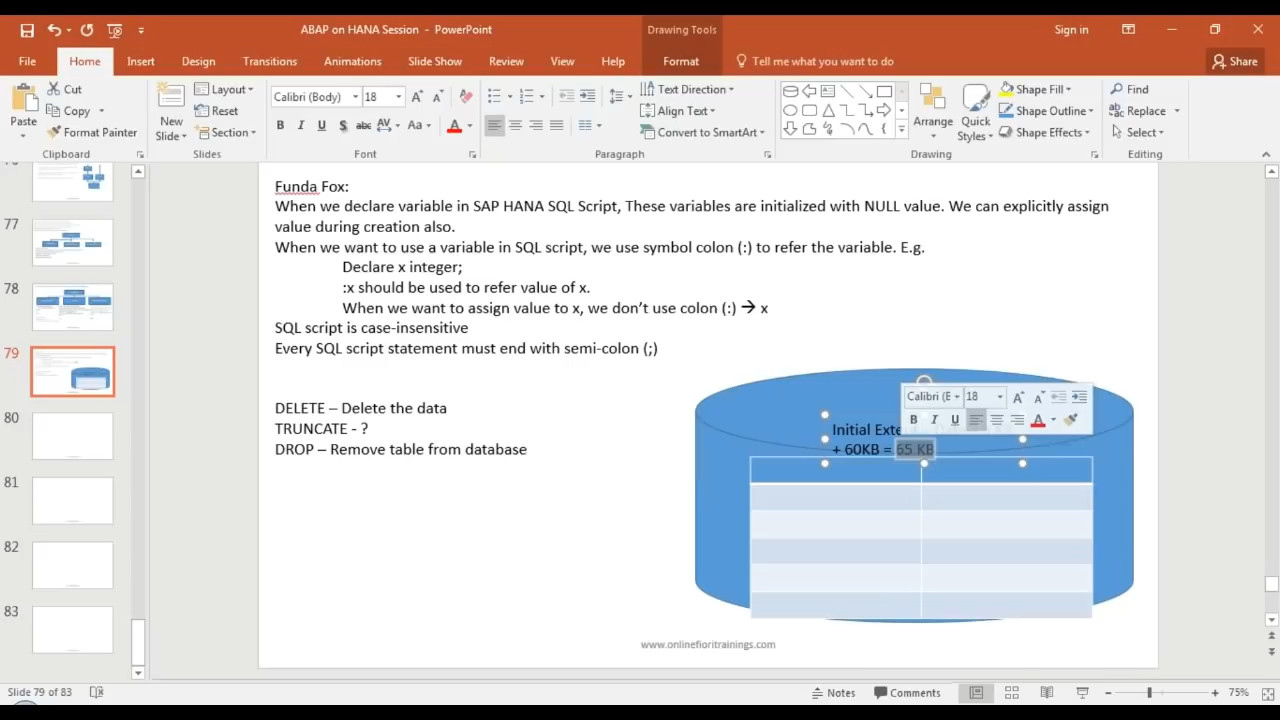 ABAP on HANA Session - PowerPoint
Drawing Tools
Sign in
File
Home
Insert
Design
Transitions
Animations
Slide Show
Review
View
Help
Format
Tell me what you want to do
Share
Paste
Cut
Copy
Format Painter
Clipboard
New Slide
Layout
Reset
Section
Slides
Calibri (Body)
18
Font
Text Direction
Align Text
Convert to SmartArt
Paragraph
Arrange
Quick Styles
Shape Fill
Shape Outline
Shape Effects
Drawing
Find
Replace
Select
Editing
77
78
79
80
81
82
83
Funda Fox:
When we declare variable in SAP HANA SQL Script, These variables are initialized with NULL value. We can explicitly assign
value during creation also.
When we want to use a variable in SQL script, we use symbol colon (:) to refer the variable. E.g.
Declare x integer;
:x should be used to refer value of x.
When we want to assign value to x, we don’t use colon (:) → x
SQL script is case-insensitive
Every SQL script statement must end with semi-colon (;)
DELETE – Delete the data
TRUNCATE - ?
DROP – Remove table from database
Calibri (E
18
Initial Exte
+ 60KB = 65 KB
www.onlinefioritrainings.com
Slide 79 of 83
Notes
Comments
75%